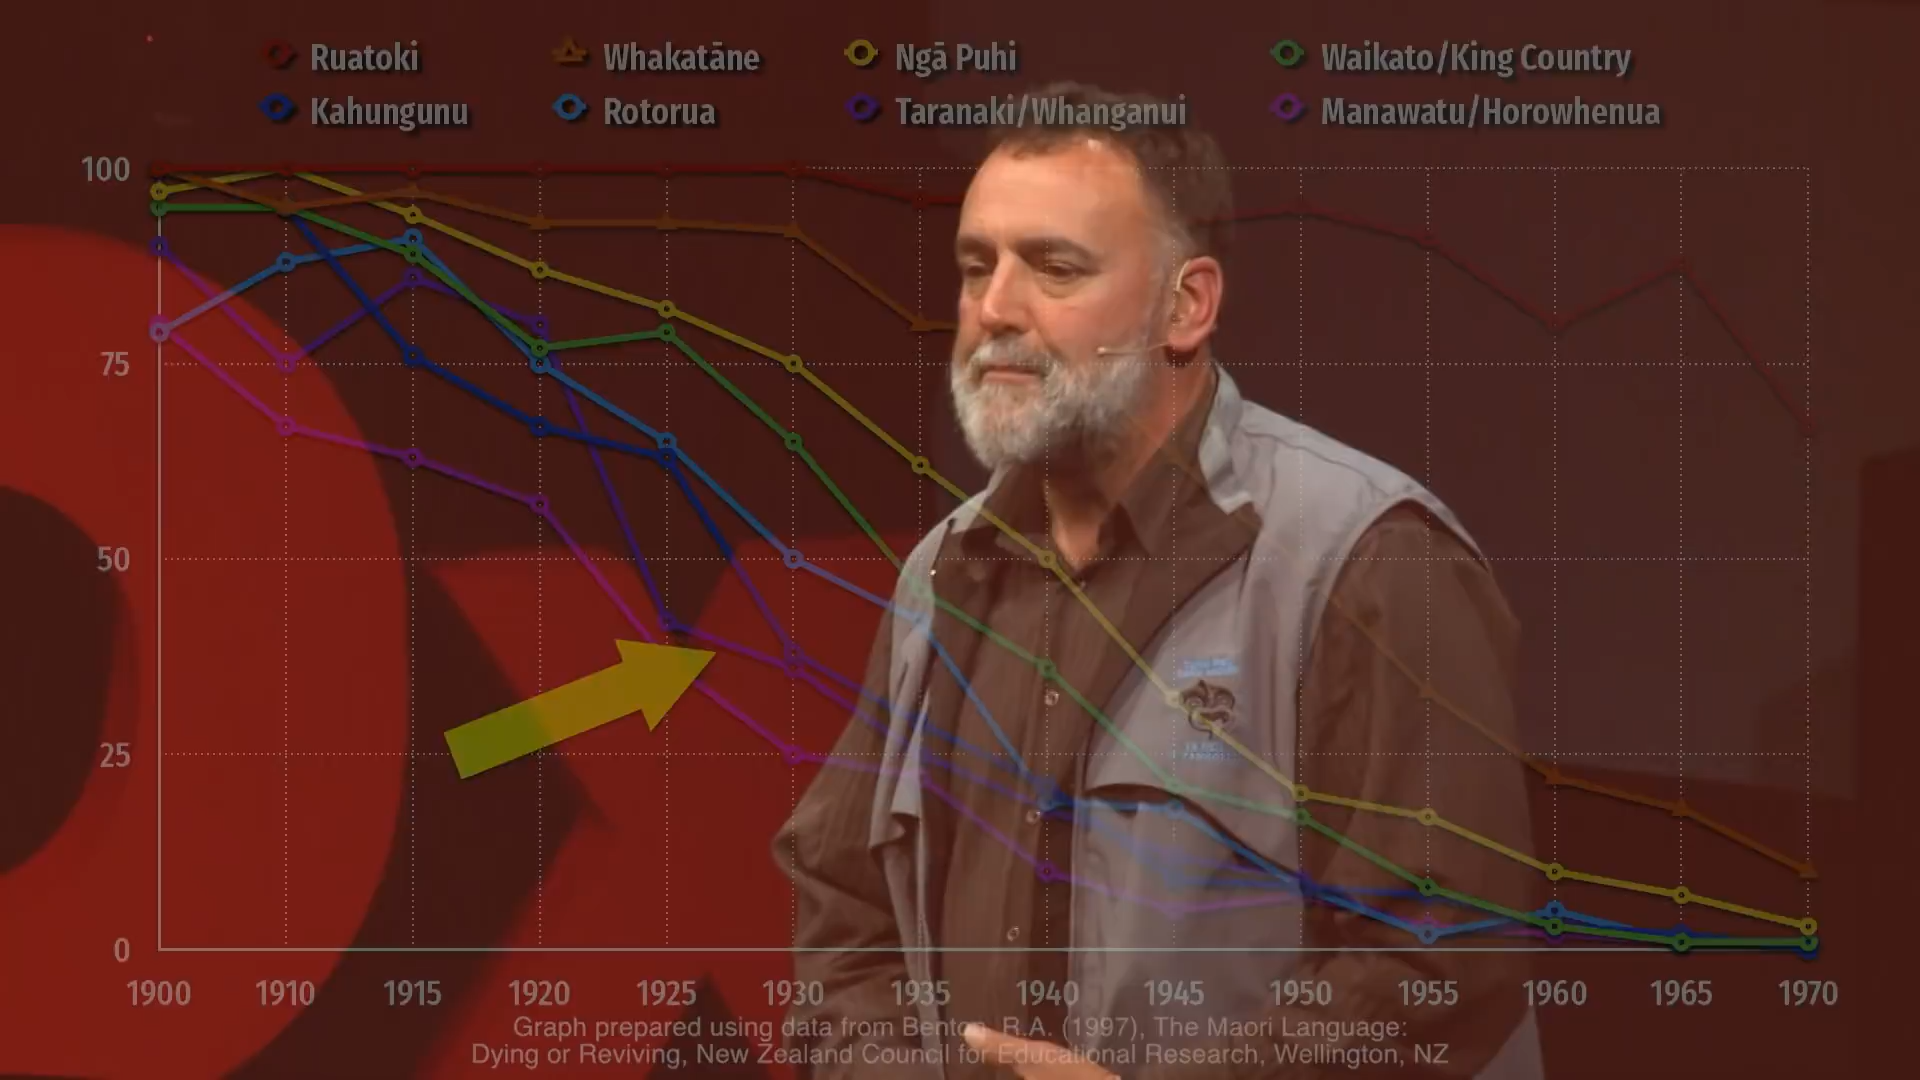 Ruatoki Whakatāne Ngā Puhi Waikato/King Country
Kahungunu Rotorua Taranaki/Whanganui Manawatu/Horowhenua
100
75
50
25
0
1900 1910 1915 1920 1925 1930 1935 1940 1945 1950 1955 1960 1965 1970
Graph prepared using data from Benton, R.A. (1997), The Maori Language:
Dying or Reviving, New Zealand Council for Educational Research, Wellington, NZ